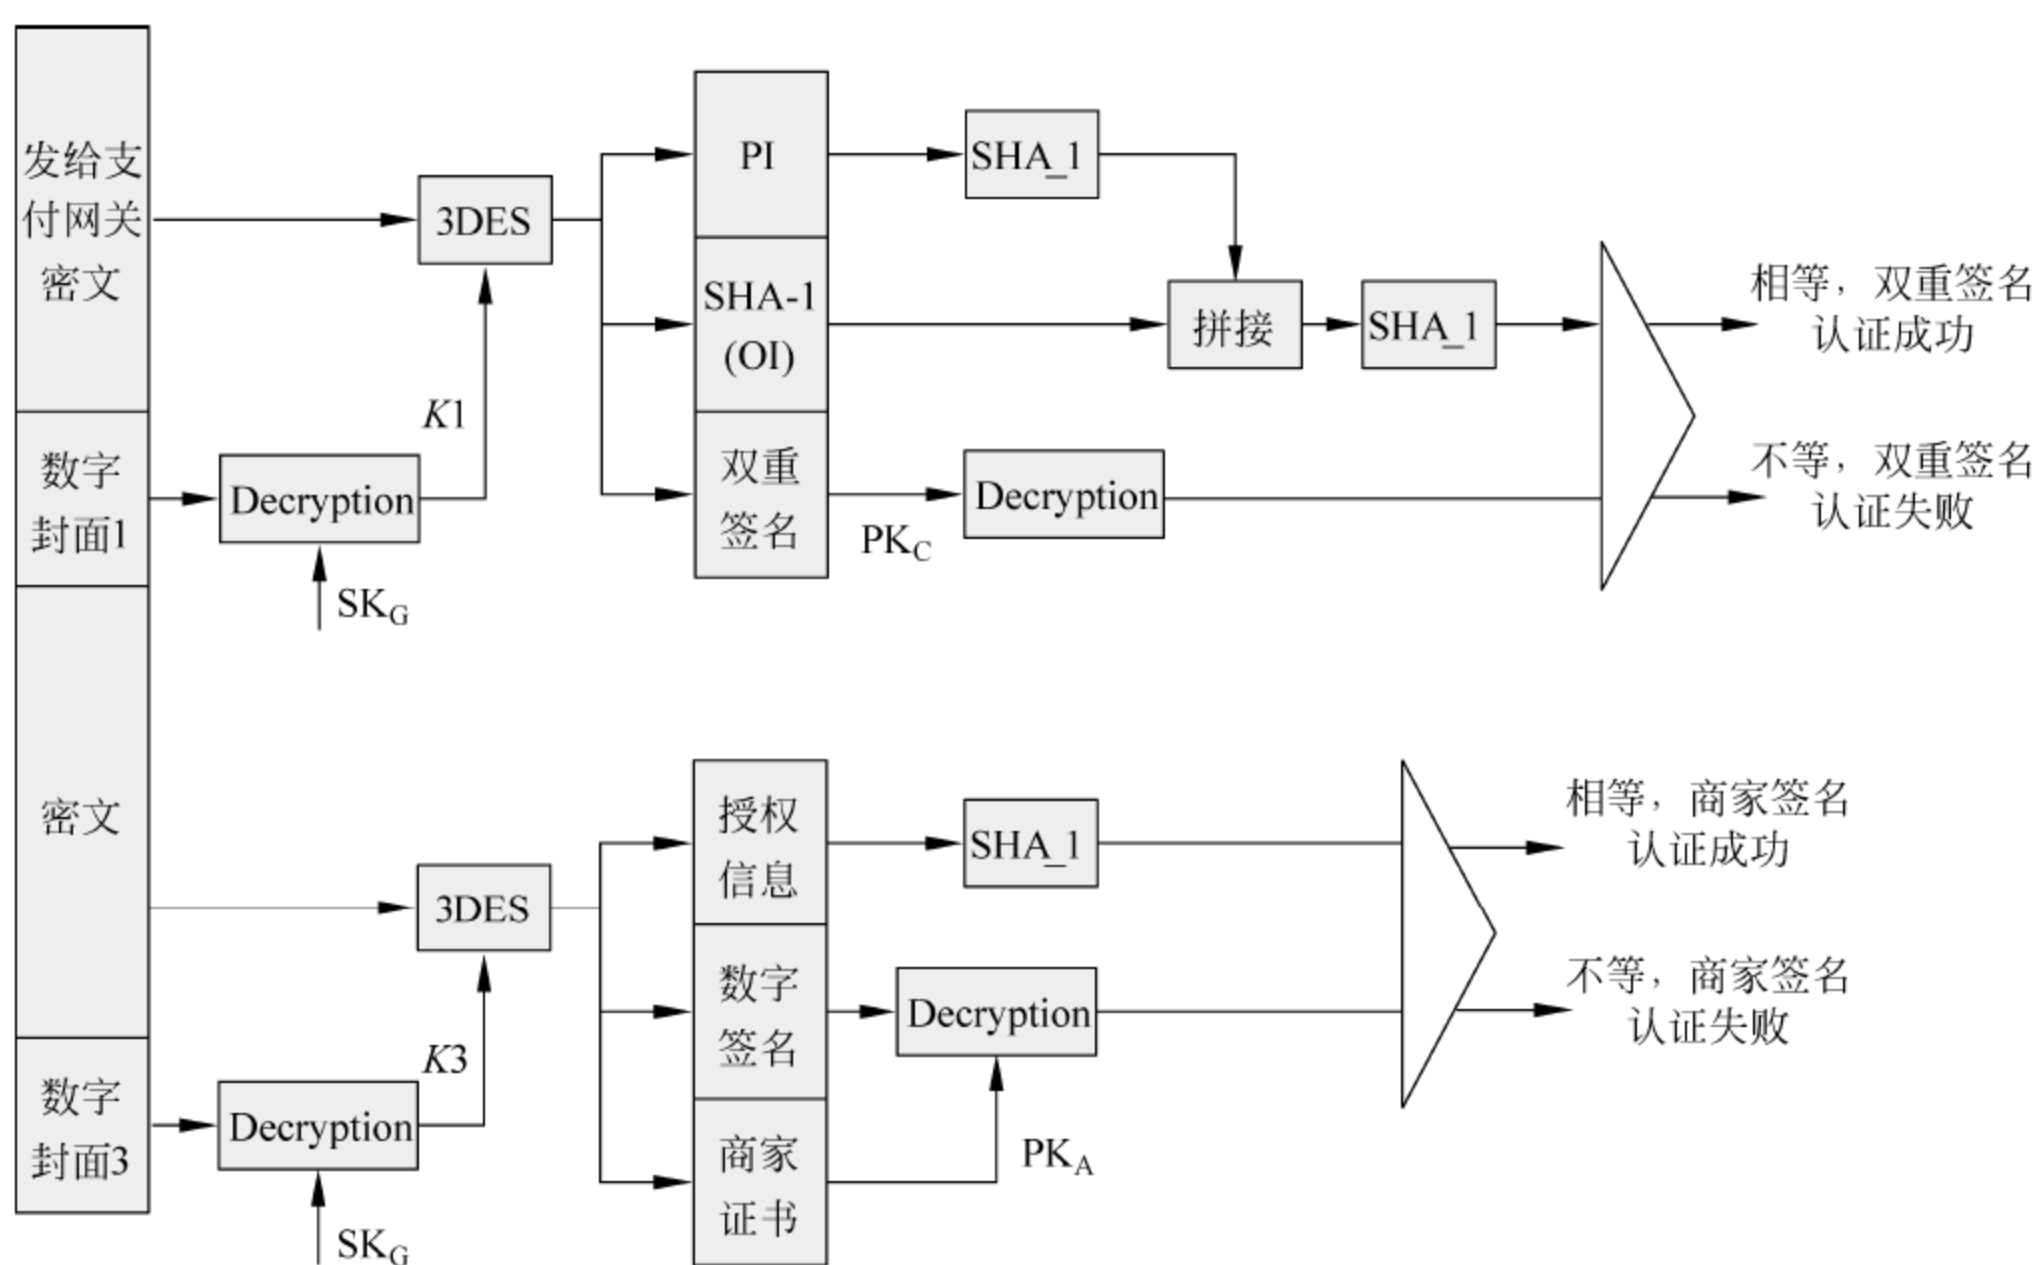 发给支
付网关
密文
数字
封面1
密文
数字
封面3
Decryption
SK_G
K1
3DES
PI
SHA-1
(OI)
双重
签名
SHA_1
拼接
SHA_1
PK_C
Decryption
相等，双重签名
认证成功
不等，双重签名
认证失败
Decryption
SK_G
K3
3DES
授权
信息
数字
签名
商家
证书
SHA_1
Decryption
PK_A
相等，商家签名
认证成功
不等，商家签名
认证失败